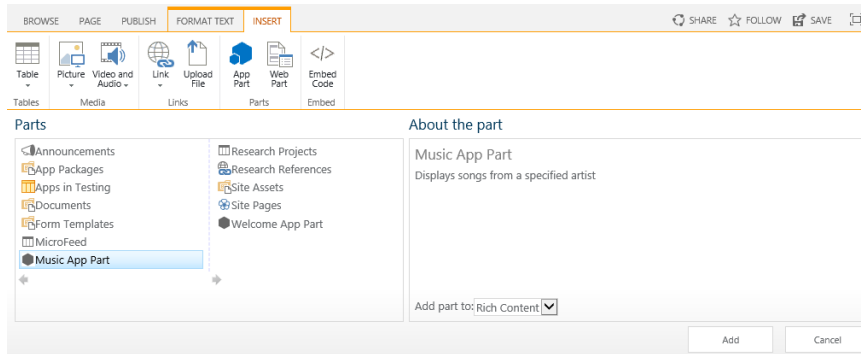 BROWSE PAGE PUBLISH FORMAT TEXT INSERT SHARE FOLLOW SAVE
Table Picture Video and Audio Link Upload File App Part Web Part Embed Code
Tables Media Links Parts Embed
Parts
Announcements
App Packages
Apps in Testing
Documents
Form Templates
MicroFeed
Music App Part
Research Projects
Research References
Site Assets
Site Pages
Welcome App Part
About the part
Music App Part
Displays songs from a specified artist
Add part to: Rich Content
Add Cancel